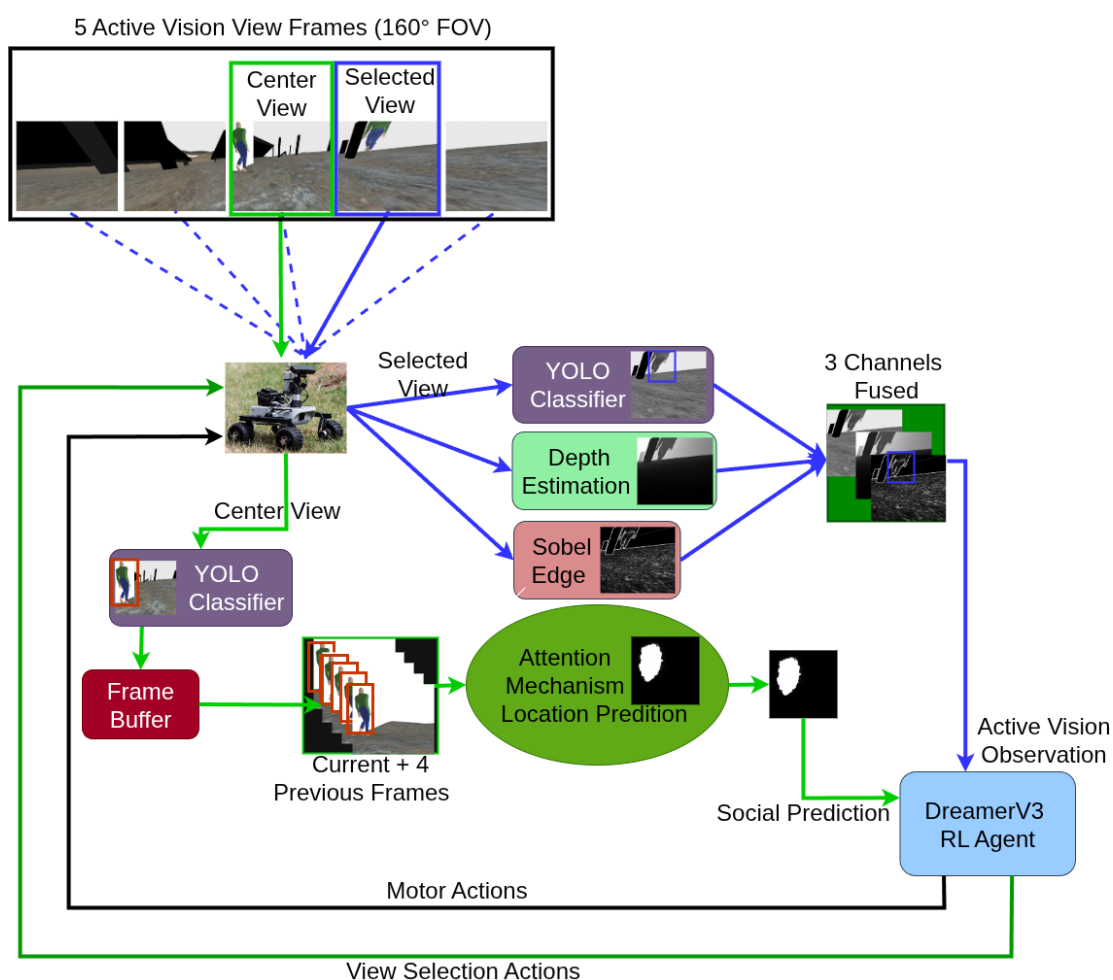 5 Active Vision View Frames (160° FOV)
Center
View
Selected
View
Selected
View
YOLO
Classifier
3 Channels
Fused
Depth
Estimation
Sobel
Edge
Center View
YOLO
Classifier
Frame
Buffer
Current + 4
Previous Frames
Attention
Mechanism
Location Predition
Social Prediction
Active Vision
Observation
DreamerV3
RL Agent
Motor Actions
View Selection Actions